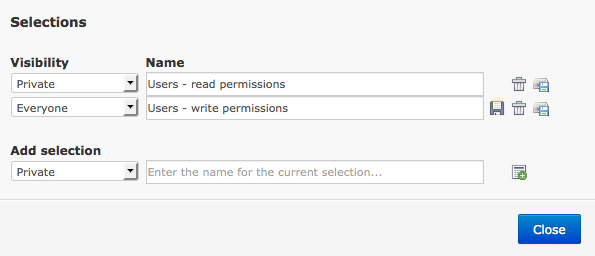 Selections
Visibility Name
Private Users - read permissions
Everyone Users - write permissions
Add selection
Private Enter the name for the current selection...
Close